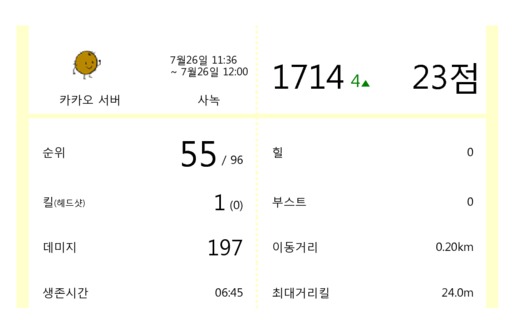 7월26일 11:36
~ 7월26일 12:00
카카오 서버
사녹
1714 4▲
23점
순위
55 / 96
킬(헤드샷)
1 (0)
데미지
197
생존시간
06:45
힐
0
부스트
0
이동거리
0.20km
최대거리킬
24.0m